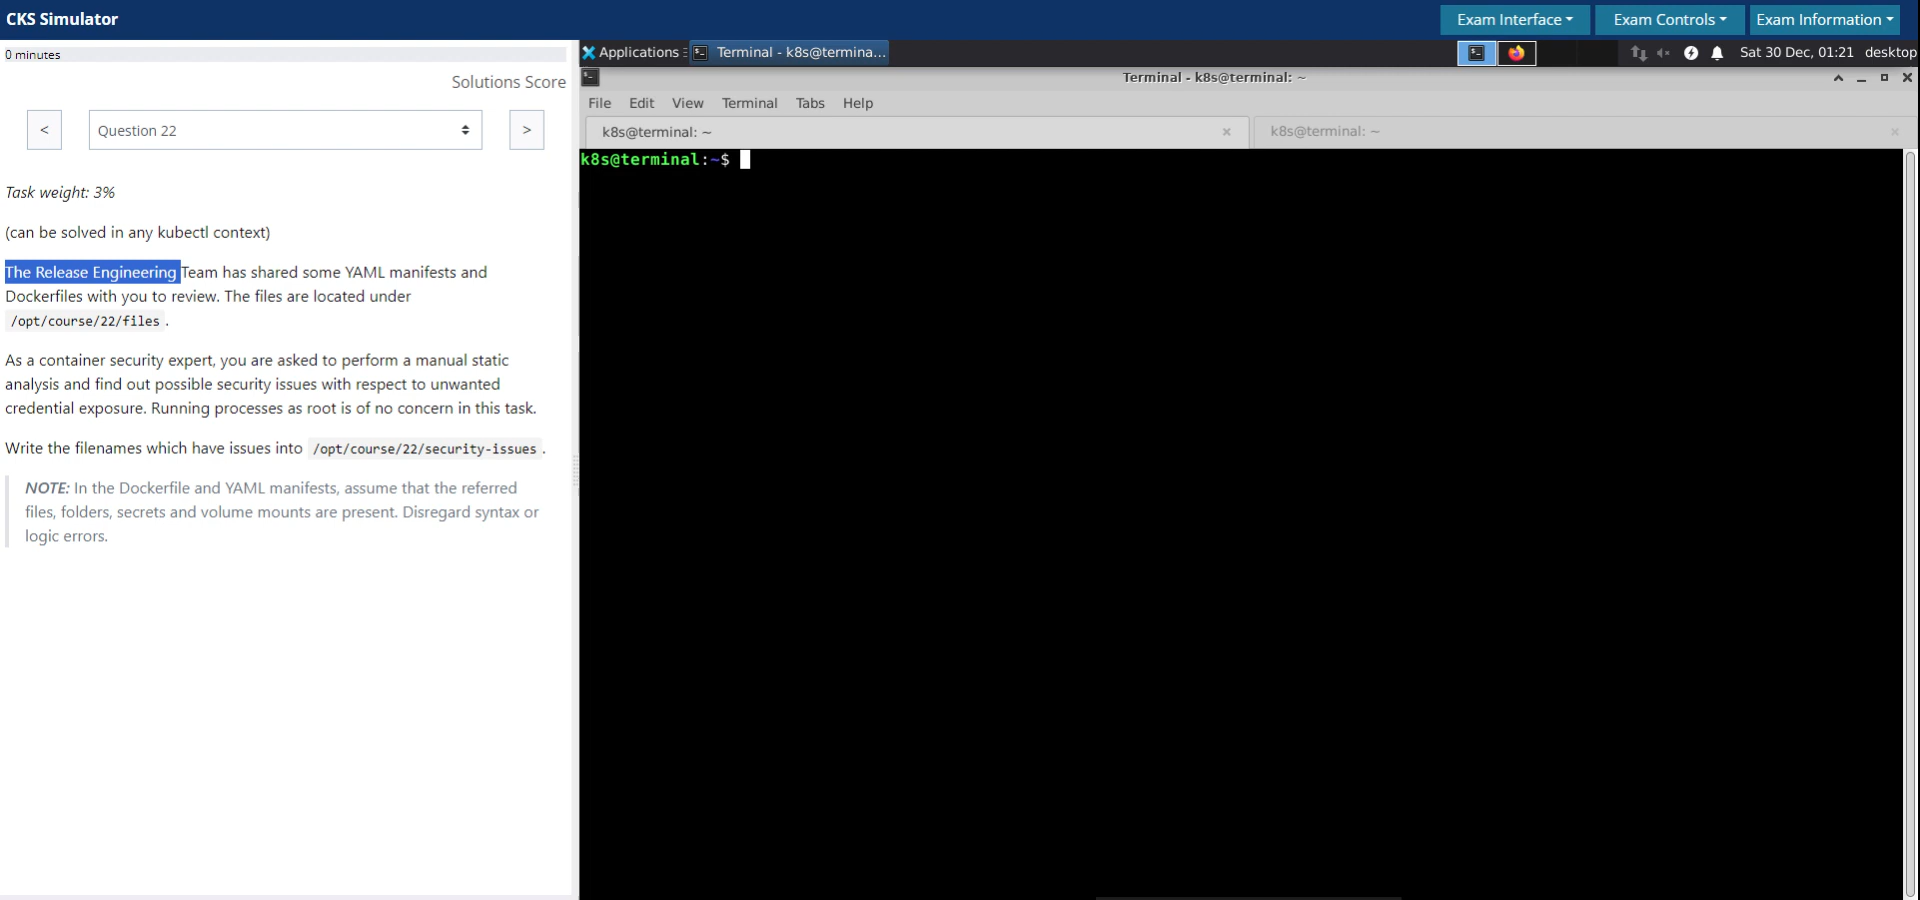 CKS Simulator
Exam Interface
Exam Controls
Exam Information
0 minutes
Applications
Terminal - k8s@termina...
Sat 30 Dec, 01:21
desktop
Solutions Score
Terminal - k8s@terminal: ~
File Edit View Terminal Tabs Help
<
Question 22
>
k8s@terminal: ~
k8s@terminal: ~
k8s@terminal:~$
Task weight: 3%
(can be solved in any kubectl context)
The Release Engineering Team has shared some YAML manifests and
Dockerfiles with you to review. The files are located under
/opt/course/22/files .
As a container security expert, you are asked to perform a manual static
analysis and find out possible security issues with respect to unwanted
credential exposure. Running processes as root is of no concern in this task.
Write the filenames which have issues into /opt/course/22/security-issues .
NOTE: In the Dockerfile and YAML manifests, assume that the referred
files, folders, secrets and volume mounts are present. Disregard syntax or
logic errors.